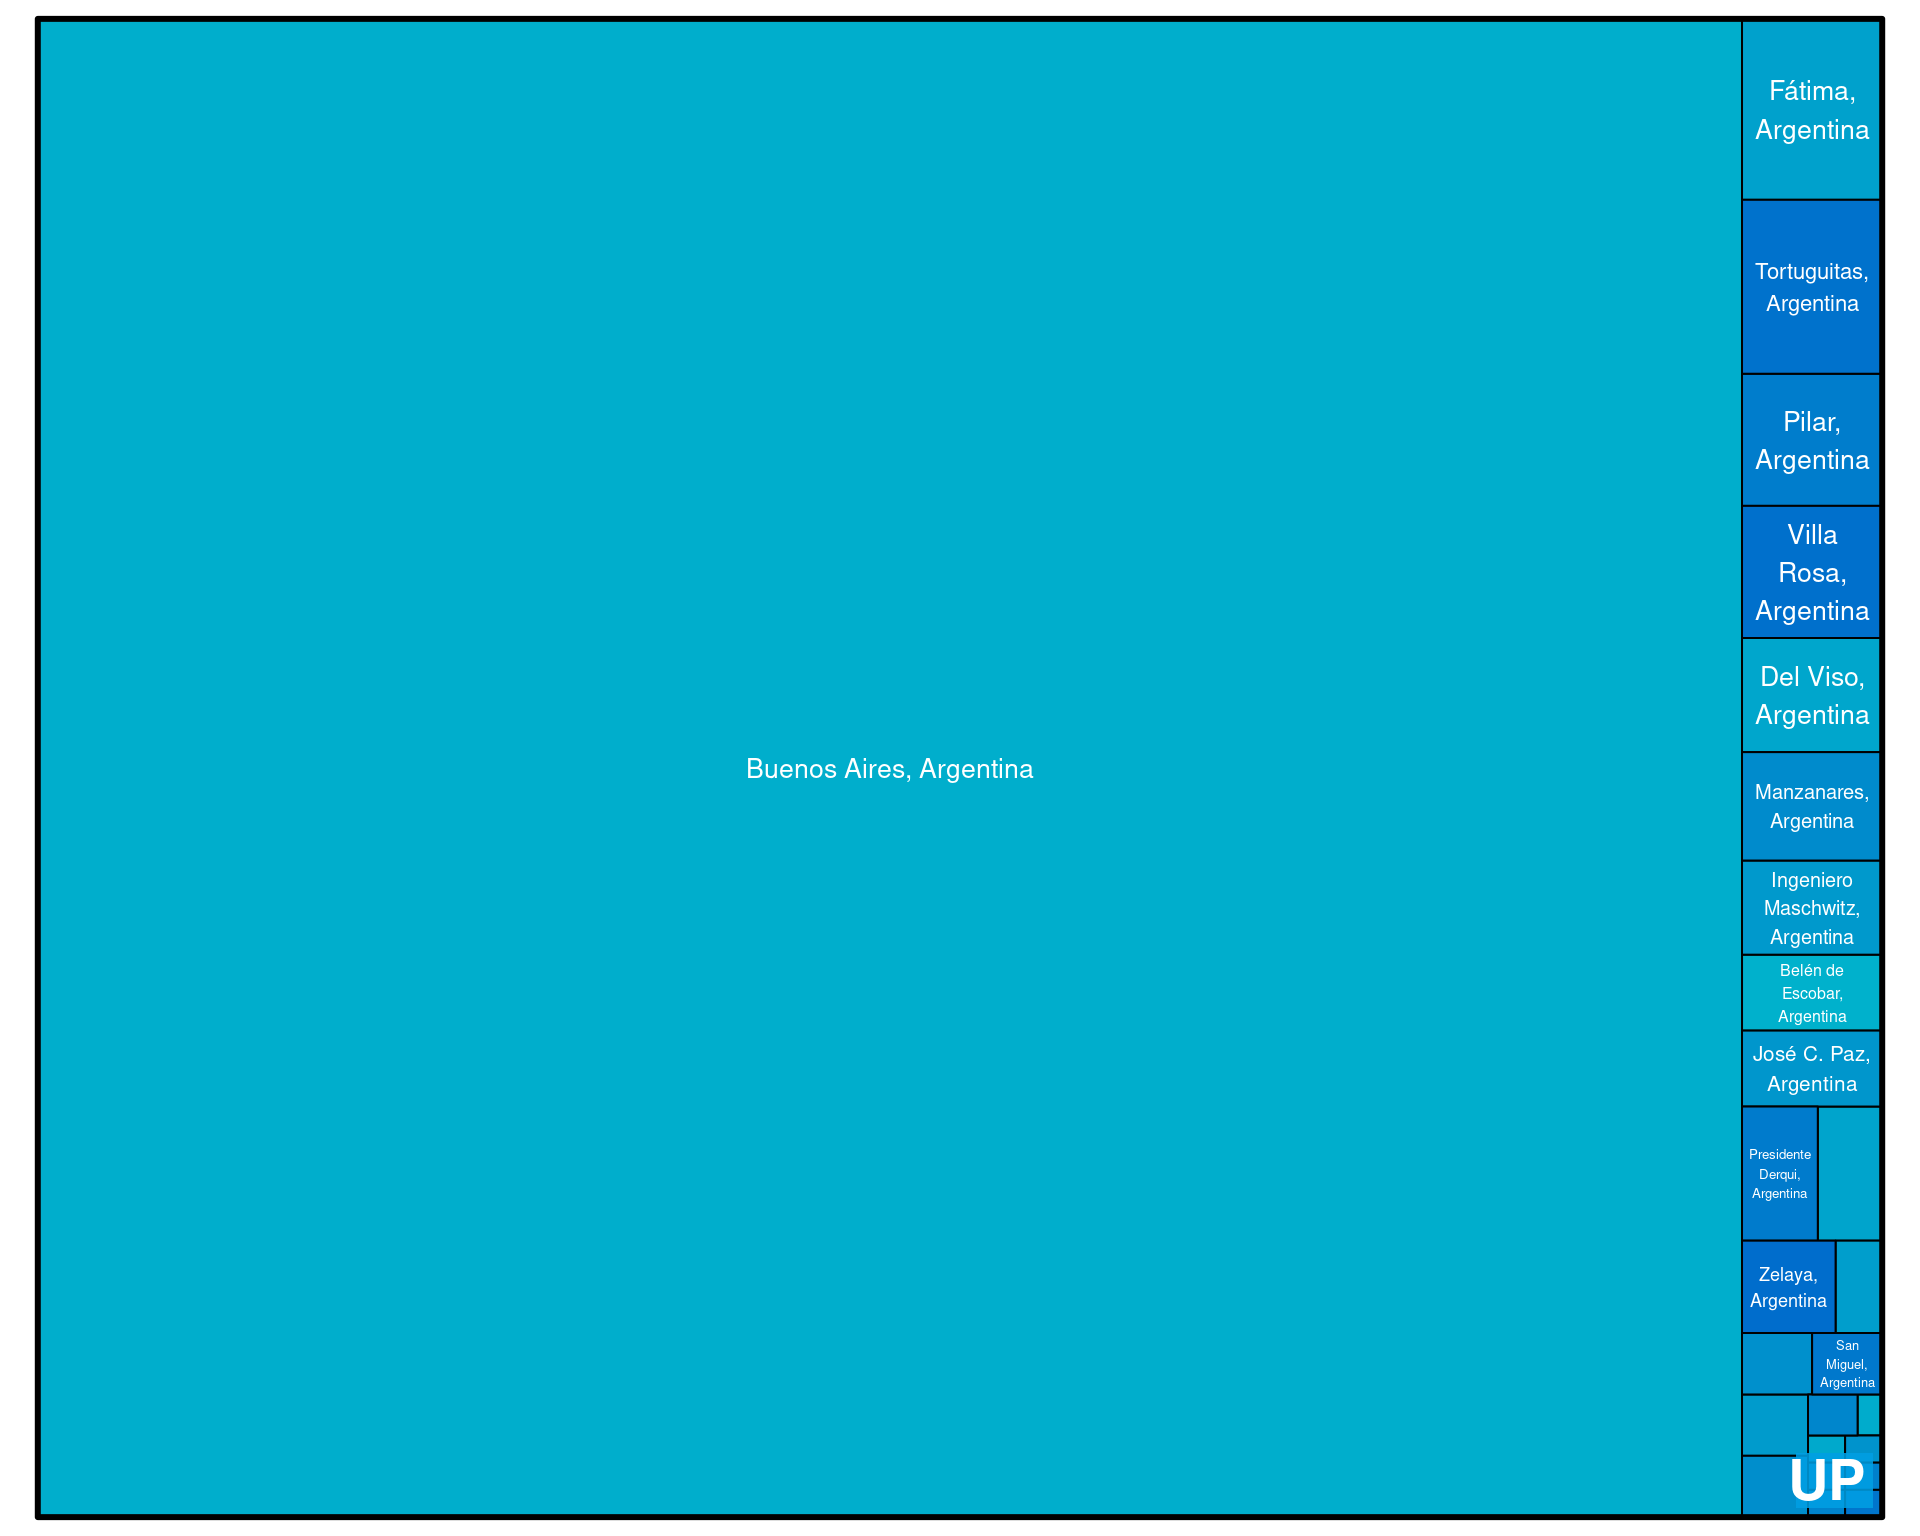 Fátima,
Argentina
Tortuguitas,
Argentina
Pilar,
Argentina
Villa
Rosa,
Argentina
Del Viso,
Argentina
Buenos Aires, Argentina
Manzanares,
Argentina
Ingeniero
Maschwitz,
Argentina
Belén de
Escobar,
Argentina
José C. Paz,
Argentina
Presidente
Derqui,
Argentina
Zelaya,
Argentina
San
Miguel,
Argentina
UP